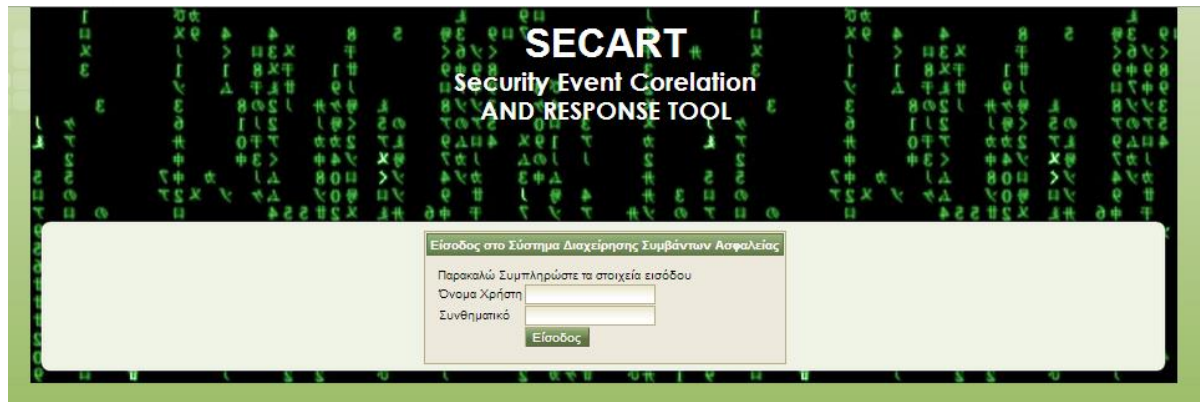 SECART
Security Event Corelation
AND RESPONSE TOOL
Είσοδος στο Σύστημα Διαχείρησης Συμβάντων Ασφαλείας
Παρακαλώ Συμπληρώστε τα στοιχεία εισόδου
Όνομα Χρήστη
Συνθηματικό
Είσοδος